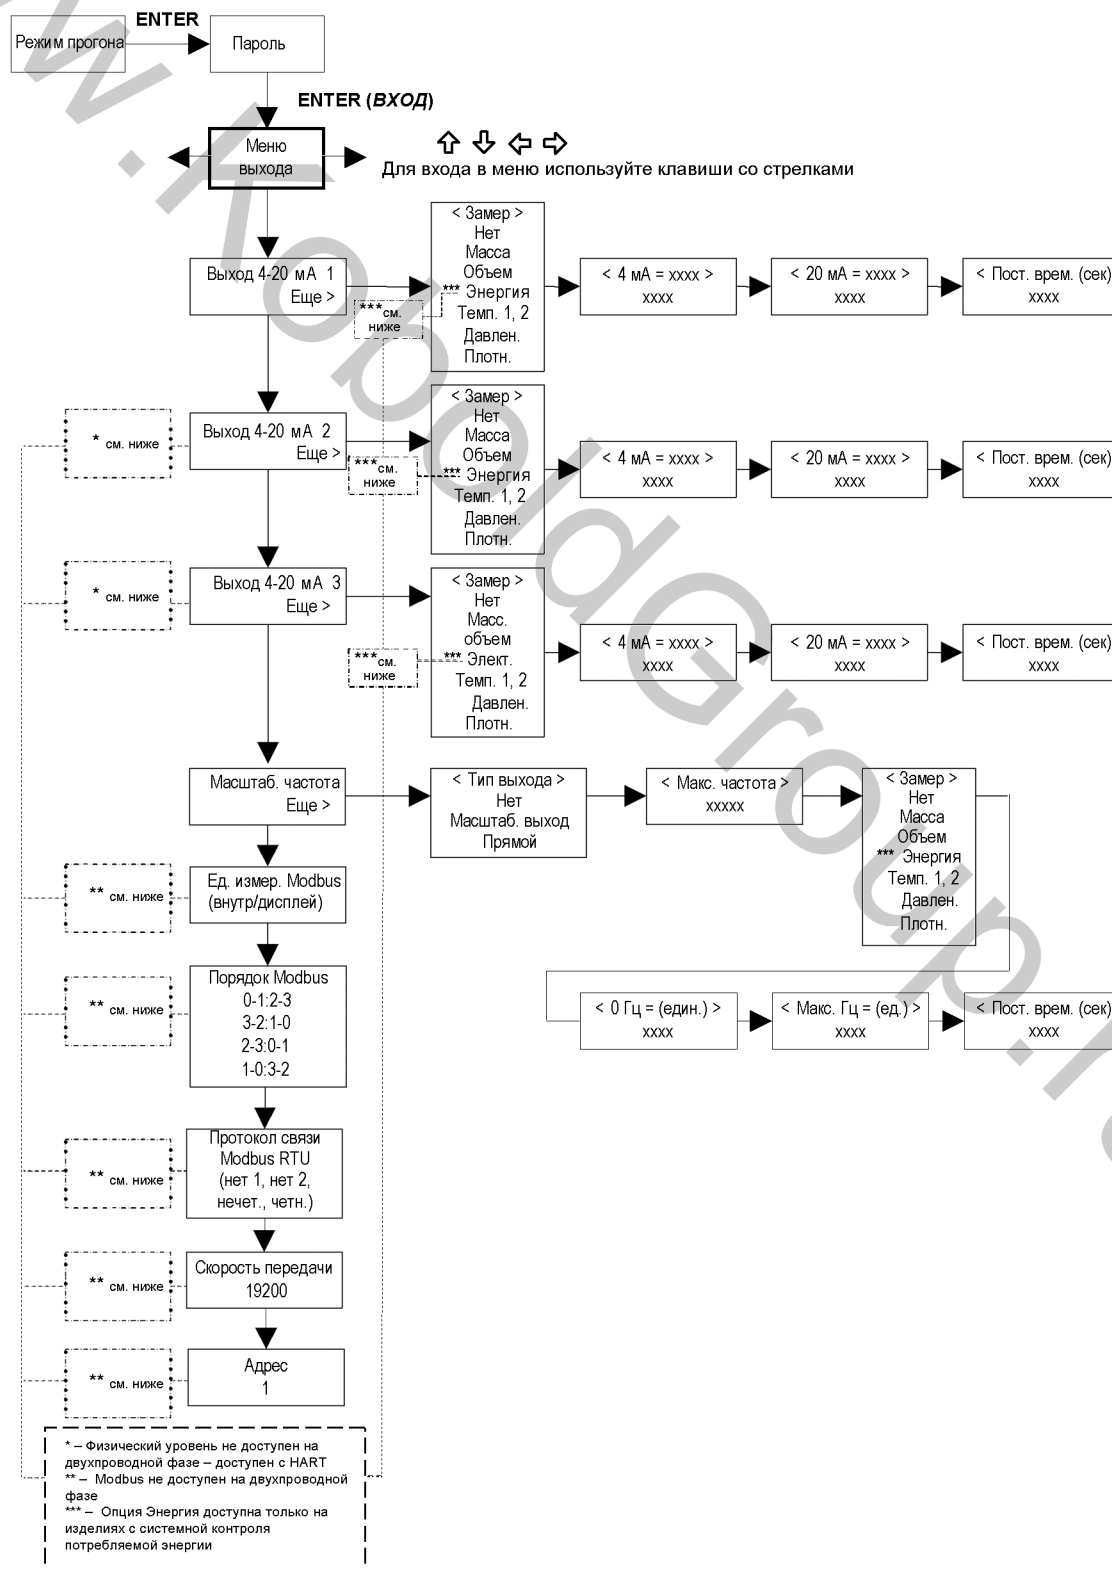 ENTER
Режим прогона
Пароль
ENTER (ВХОД)
Меню
выхода
Для входа в меню используйте клавиши со стрелками
Выход 4-20 мА 1
Еще >
***см.
ниже
< Замер >
Нет
Масса
Объем
*** Энергия
Темп. 1, 2
Давлен.
Плотн.
< 4 мА = xxxx >
xxxx
< 20 мА = xxxx >
xxxx
< Пост. врем. (сек)
xxxx
* см. ниже
Выход 4-20 мА 2
Еще >
***см.
ниже
< Замер >
Нет
Масса
Объем
*** Энергия
Темп. 1, 2
Давлен.
Плотн.
< 4 мА = xxxx >
xxxx
< 20 мА = xxxx >
xxxx
< Пост. врем. (сек)
xxxx
* см. ниже
Выход 4-20 мА 3
Еще >
***см.
ниже
< Замер >
Нет
Масс.
объем
*** Элект.
Темп. 1, 2
Давлен.
Плотн.
< 4 мА = xxxx >
xxxx
< 20 мА = xxxx >
xxxx
< Пост. врем. (сек)
xxxx
Масштаб. частота
Еще >
< Тип выхода >
Нет
Масштаб. выход
Прямой
< Макс. частота >
xxxxx
< Замер >
Нет
Масса
Объем
*** Энергия
Темп. 1, 2
Давлен.
Плотн.
** см. ниже
Ед. измер. Modbus
(внутр/дисплей)
** см. ниже
Порядок Modbus
0-1:2-3
3-2:1-0
2-3:0-1
1-0:3-2
< 0 Гц = (един.) >
xxxx
< Макс. Гц = (ед.) >
xxxx
< Пост. врем. (сек)
xxxx
** см. ниже
Протокол связи
Modbus RTU
(нет 1, нет 2,
нечет., четн.)
** см. ниже
Скорость передачи
19200
** см. ниже
Адрес
1
* – Физический уровень не доступен на
двухпроводной фазе – доступен с HART
** – Modbus не доступен на двухпроводной
фазе
*** – Опция Энергия доступна только на
изделиях с системной контроля
потребляемой энергии
w.KoboldGroup.r